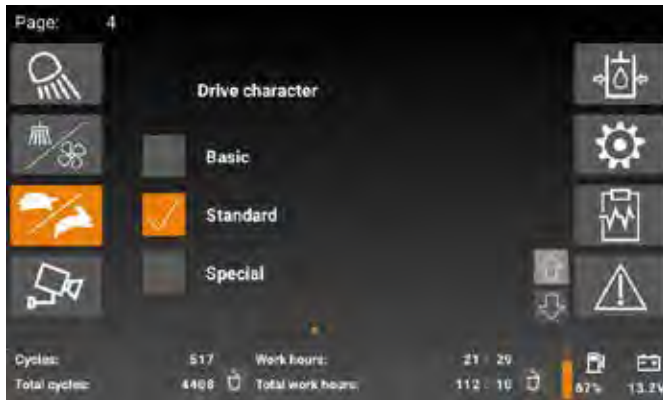 Page: 4
Drive character
Basic
Standard
Special
Cycles: 517 Work hours: 21 : 29
Total cycles: 4408 Total work hours: 112 : 10
67% 13.2V